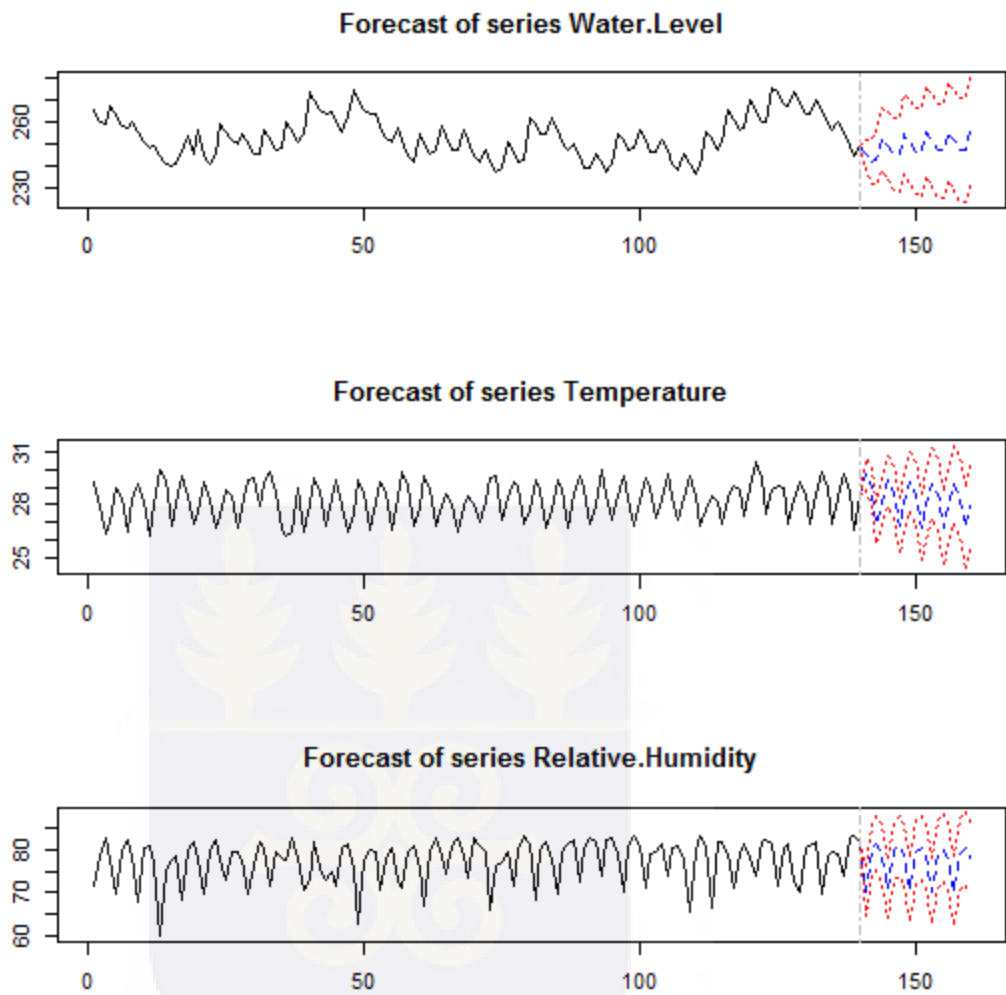 Forecast of series Water.Level
260
230
0 50 100 150
Forecast of series Temperature
31
28
25
0 50 100 150
Forecast of series Relative.Humidity
80
70
60
0 50 100 150